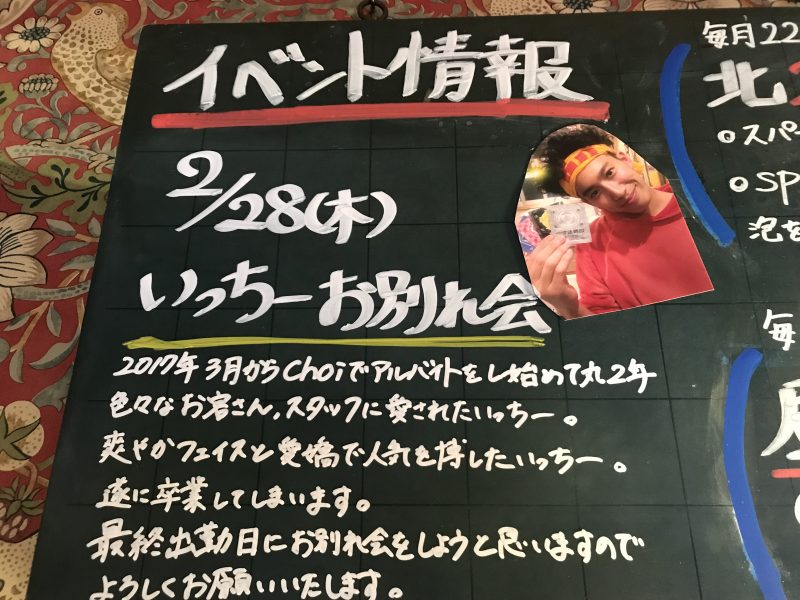 イベント情報
2/28(木)
いっちーお別れ会
2017年 3月からChoiでアルバイトをし始めて丸2年
色々なお客さん、スタッフに愛されたいっちー。
爽やかフェイスと愛嬌で人気を博したいっちー。
遂に卒業してしまいます。
最終出勤日にお別れ会をしようと思いますので
よろしくお願いいたします。
毎月22
北
○スパ
○sp
泡を
毎